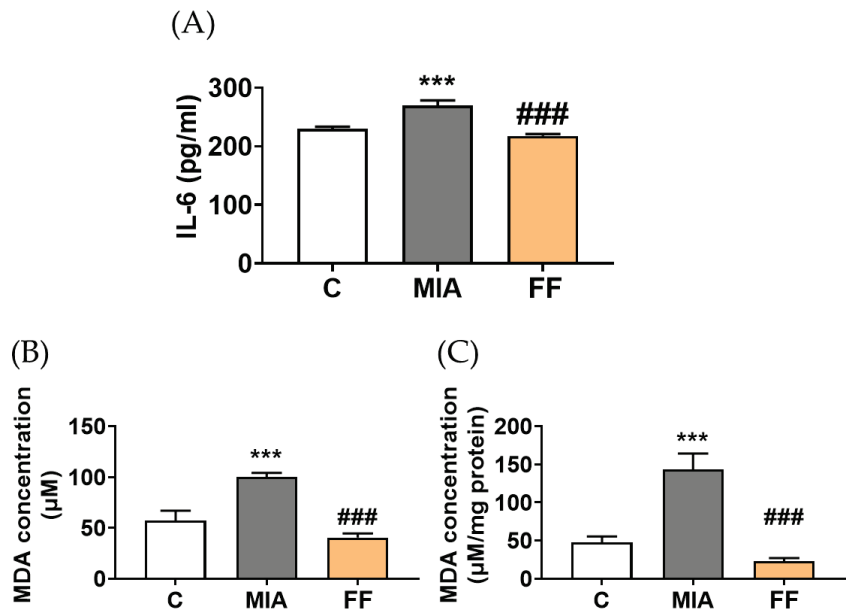 (A)
IL-6 (pg/ml)
300
200
100
0
***
###
C MIA FF
(B)
MDA concentration
(µM)
150
100
50
0
***
###
C MIA FF
(C)
MDA concentration
(µM/mg protein)
200
150
100
50
0
***
###
C MIA FF